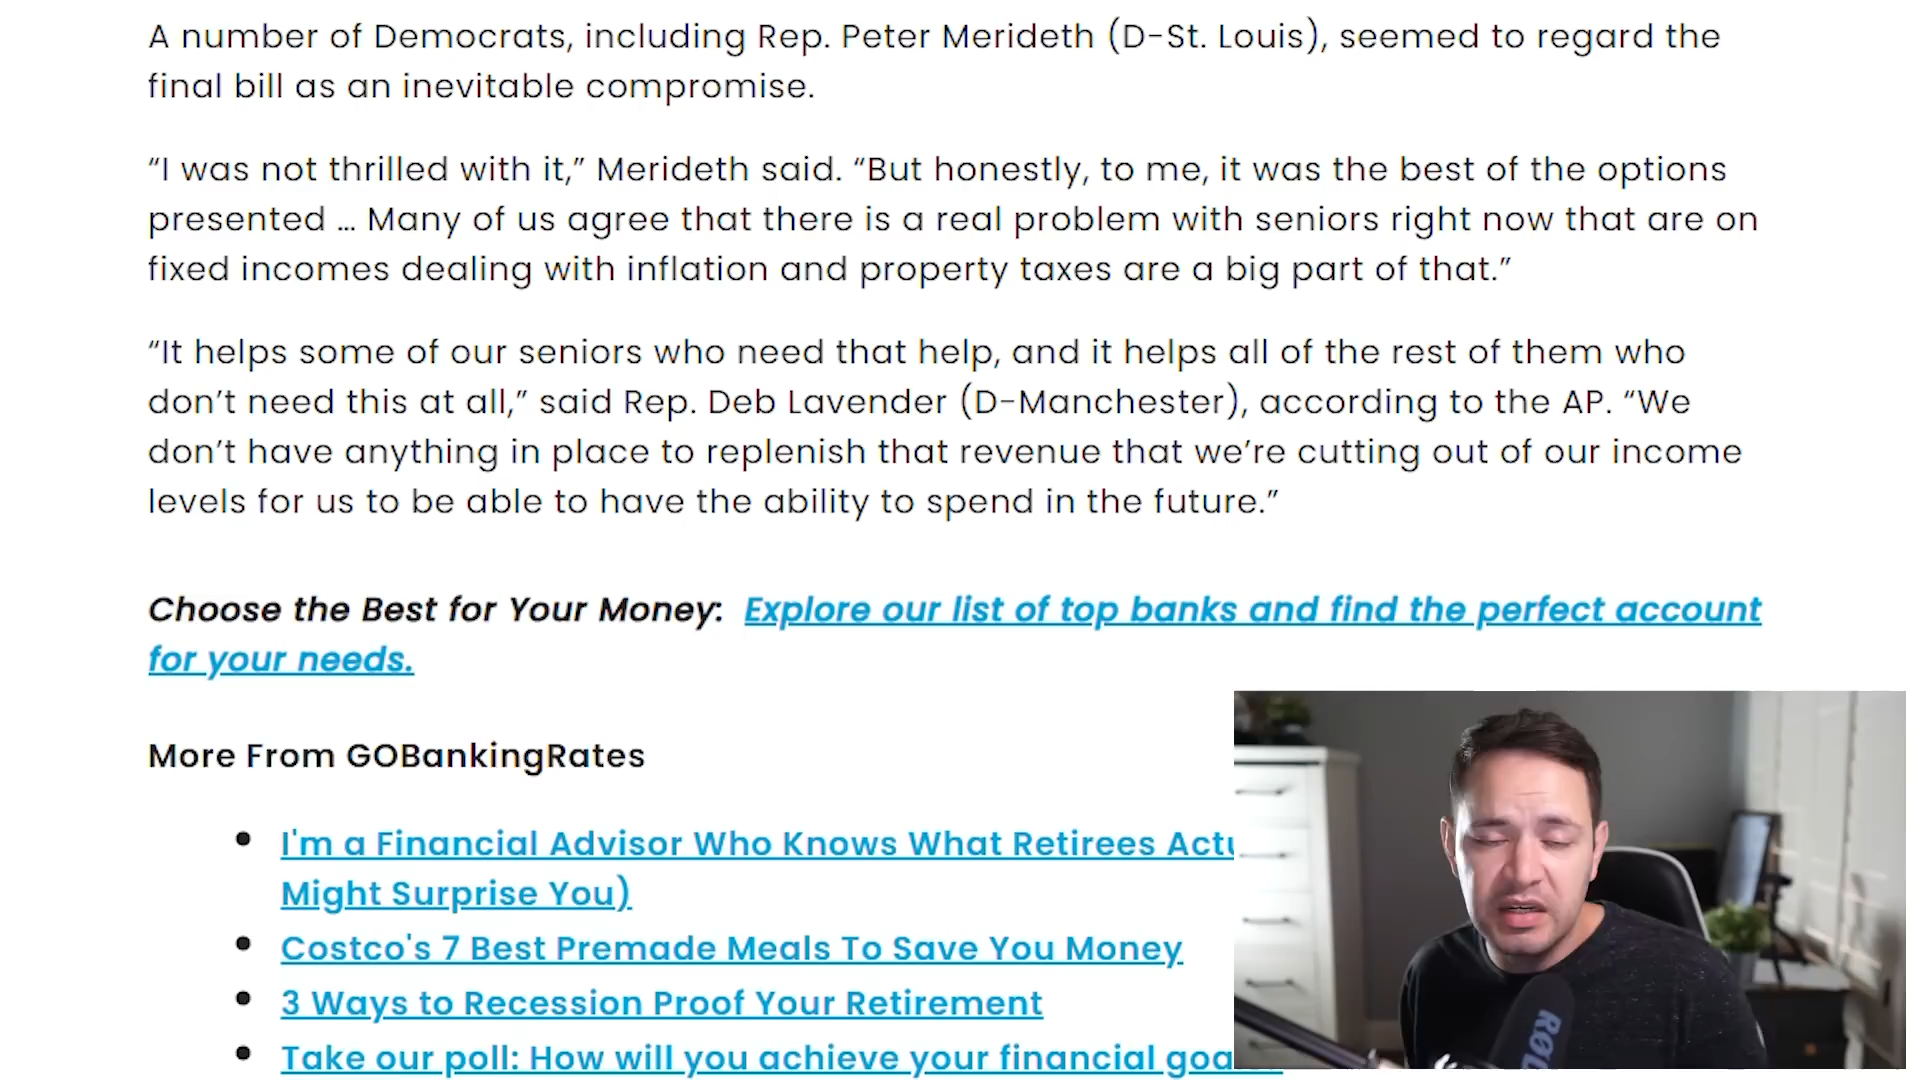 A number of Democrats, including Rep. Peter Merideth (D-St. Louis), seemed to regard the
final bill as an inevitable compromise.
“I was not thrilled with it,” Merideth said. “But honestly, to me, it was the best of the options
presented … Many of us agree that there is a real problem with seniors right now that are on
fixed incomes dealing with inflation and property taxes are a big part of that.”
“It helps some of our seniors who need that help, and it helps all of the rest of them who
don’t need this at all,” said Rep. Deb Lavender (D-Manchester), according to the AP. “We
don’t have anything in place to replenish that revenue that we’re cutting out of our income
levels for us to be able to have the ability to spend in the future.”
Choose the Best for Your Money: Explore our list of top banks and find the perfect account
for your needs.
More From GOBankingRates
I'm a Financial Advisor Who Knows What Retirees
Might Surprise You)
Costco's 7 Best Premade Meals To Save You Money
3 Ways to Recession Proof Your Retirement
Take our poll: How will you achieve your financial